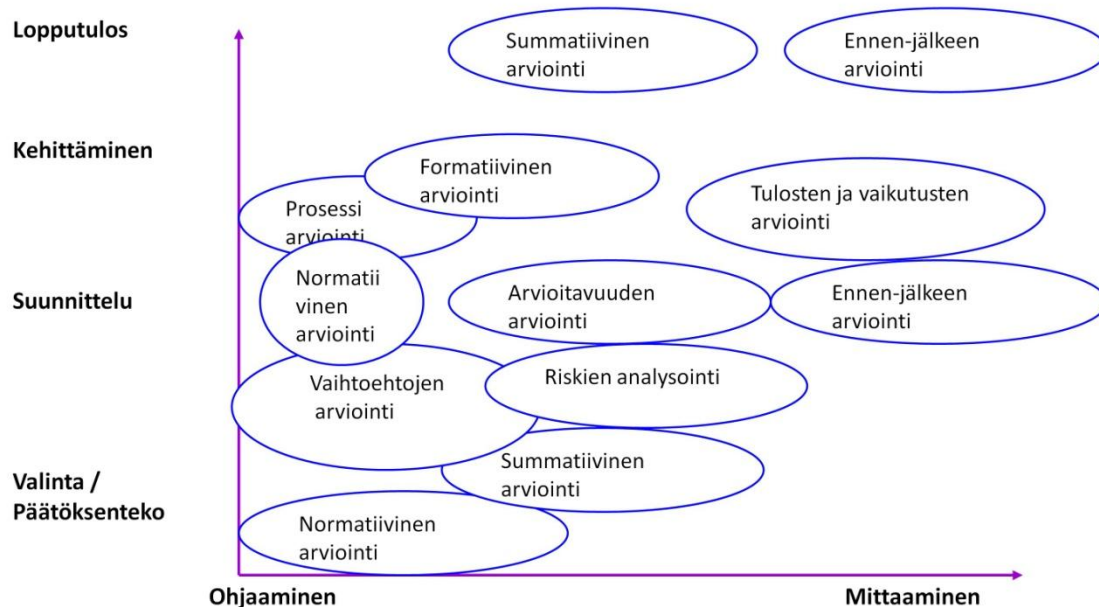 Lopputulos
Summatiivinen
arviointi
Ennen-jälkeen
arviointi
Kehittäminen
Formatiivinen
arviointi
Prosessi
arviointi
Tulosten ja vaikutusten
arviointi
Suunnittelu
Normatii
vinen
arviointi
Arvioitavuuden
arviointi
Ennen-jälkeen
arviointi
Vaihtoehtojen
arviointi
Riskien analysointi
Valinta /
Päätöksenteko
Summatiivinen
arviointi
Normatiivinen
arviointi
Ohjaaminen
Mittaaminen